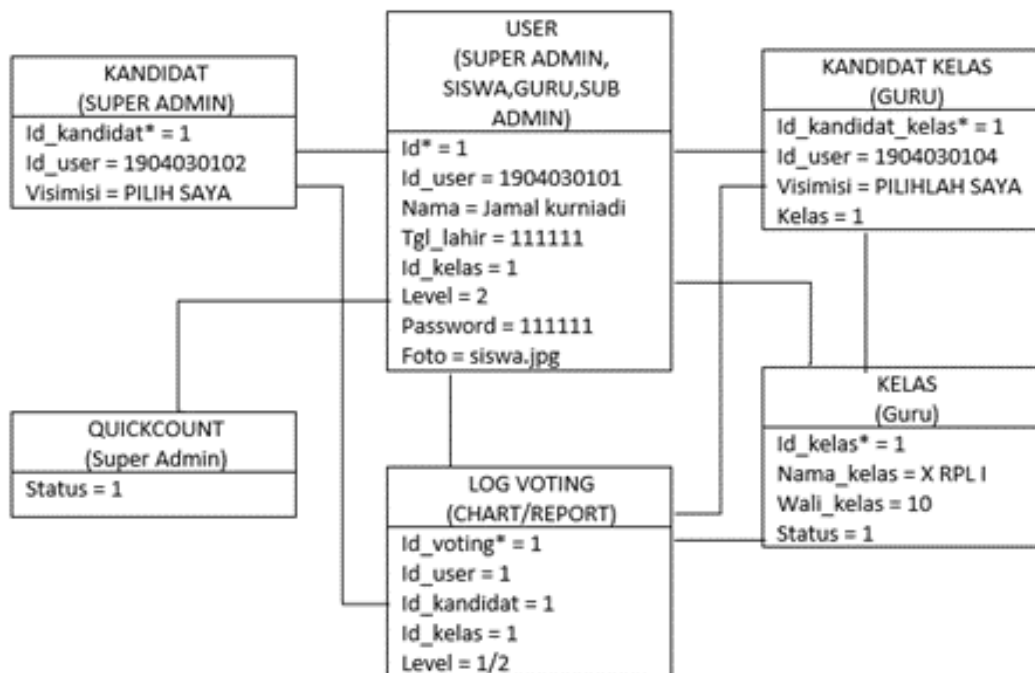 KANDIDAT
(SUPER ADMIN)
Id_kandidat* = 1
Id_user = 1904030102
Visimisi = PILIH SAYA
USER
(SUPER ADMIN,
SISWA,GURU,SUB
ADMIN)
Id* = 1
Id_user = 1904030101
Nama = Jamal kurniadi
Tgl_lahir = 111111
Id_kelas = 1
Level = 2
Password = 111111
Foto = siswa.jpg
KANDIDAT KELAS
(GURU)
Id_kandidat_kelas* = 1
Id_user = 1904030104
Visimisi = PILIHLAH SAYA
Kelas = 1
QUICKCOUNT
(Super Admin)
Status = 1
LOG VOTING
(CHART/REPORT)
Id_voting* = 1
Id_user = 1
Id_kandidat = 1
Id_kelas = 1
Level = 1/2
KELAS
(Guru)
Id_kelas* = 1
Nama_kelas = X RPL I
Wali_kelas = 10
Status = 1